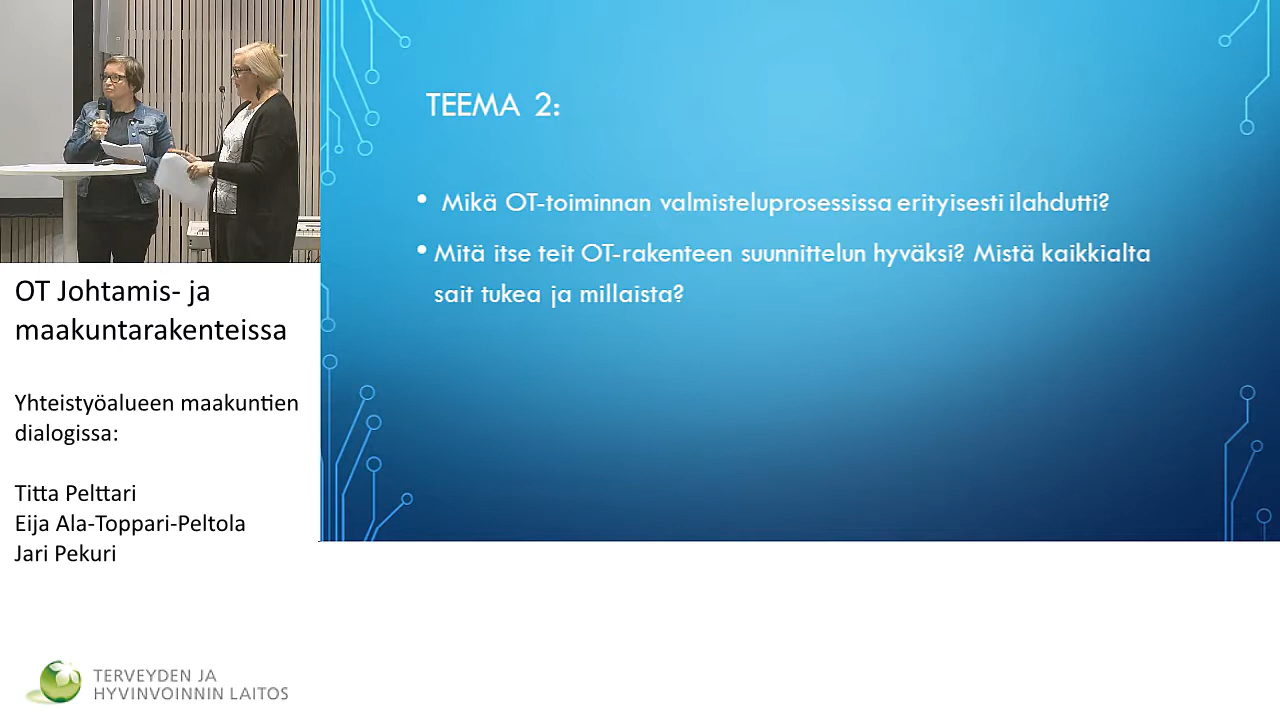 TEEMA 2:
• Mikä OT-toiminnan valmisteluprosessissa erityisesti ilahdutti?
• Mitä itse teit OT-rakenteen suunnittelun hyväksi? Mistä kaikkialta
sait tukea ja millaista?
OT Johtamis- ja
maakuntarakenteissa
Yhteistyöalueen maakuntien
dialogissa:
Titta Pelttari
Eija Ala-Toppari-Peltola
Jari Pekuri
TERVEYDEN JA
HYVINVOINNIN LAITOS